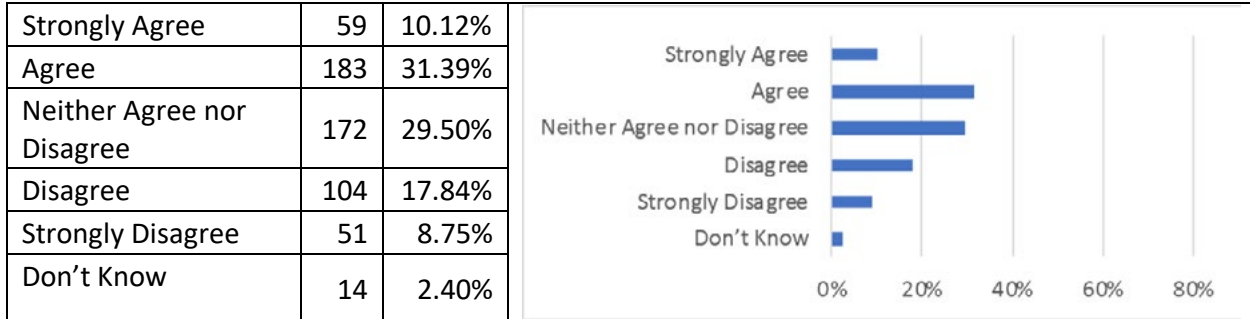 Strongly Agree 59 10.12%
Agree 183 31.39%
Neither Agree nor
Disagree 172 29.50%
Disagree 104 17.84%
Strongly Disagree 51 8.75%
Don’t Know 14 2.40%
Strongly Agree
Agree
Neither Agree nor Disagree
Disagree
Strongly Disagree
Don’t Know
0% 20% 40% 60% 80%